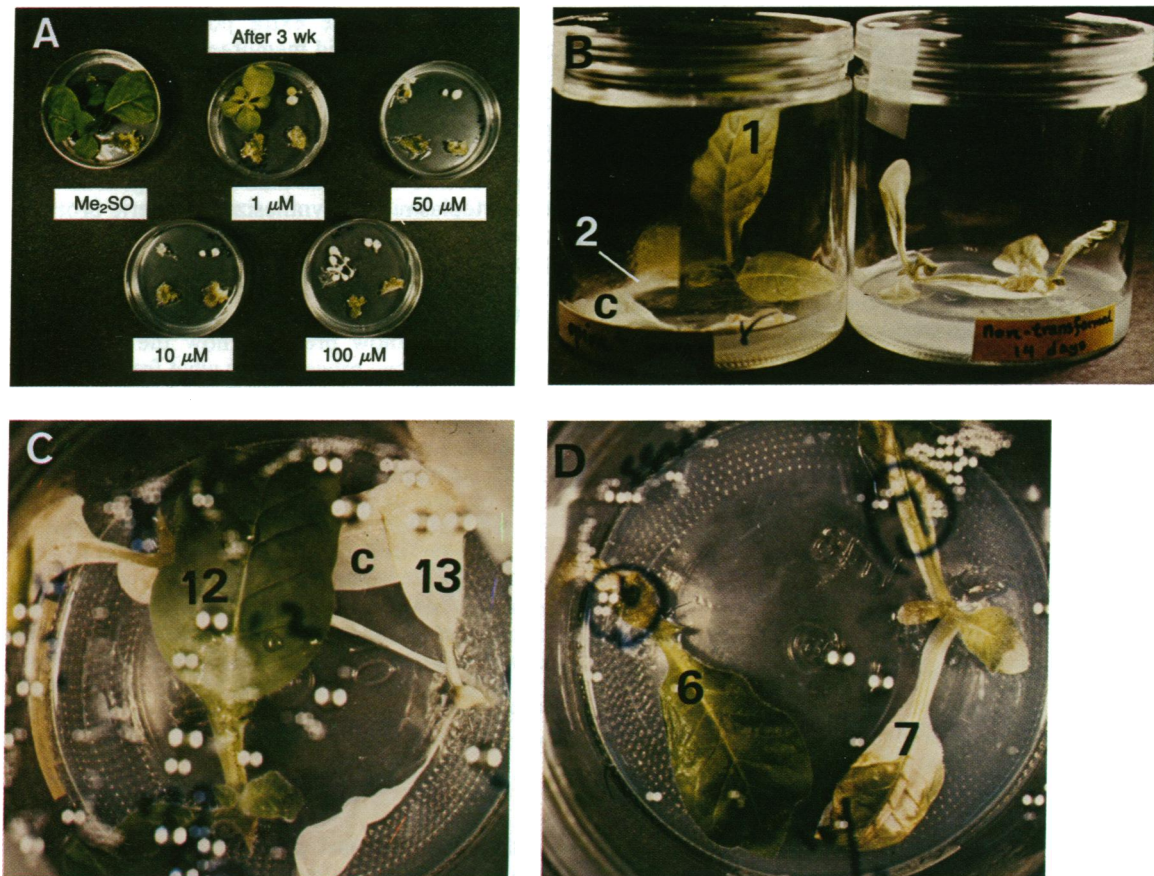 A
After 3 wk
Me₂SO
1 μM
50 μM
10 μM
100 μM
B
1
2
c
Non-transformed
14 days
C
12
c
13
D
6
7